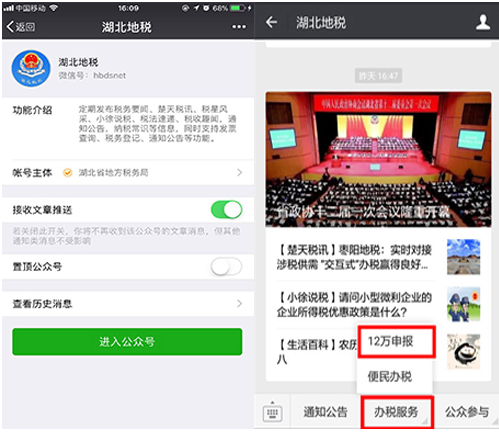 中国移动
16:09
68%
返回
湖北地税
湖北地税
微信号: hbdsnet
功能介绍
定期发布税务要闻、楚天税讯、税星风
采、小徐说税、税法速递、税收趣闻、通
知公告、纳税常识等信息，同时支持发票
查询、税务登记、通知公告等功能。
帐号主体
湖北省地方税务局
接收文章推送
若关闭此开关，你将不再收到该公众号的文章消息，但其他
通知类消息不受影响
置顶公众号
查看历史消息
进入公众号
湖北地税
昨天 16:47
省政协十二届一次会议隆重开幕
【楚天税讯】枣阳地税：实时对接
涉税供需 “交互式”办税赢得良好...
【小徐说税】请问小型微利企业的
企业所得税优惠政策是什么?
【生活百科】农历
八
12万申报
便民办税
通知公告
办税服务
公众参与